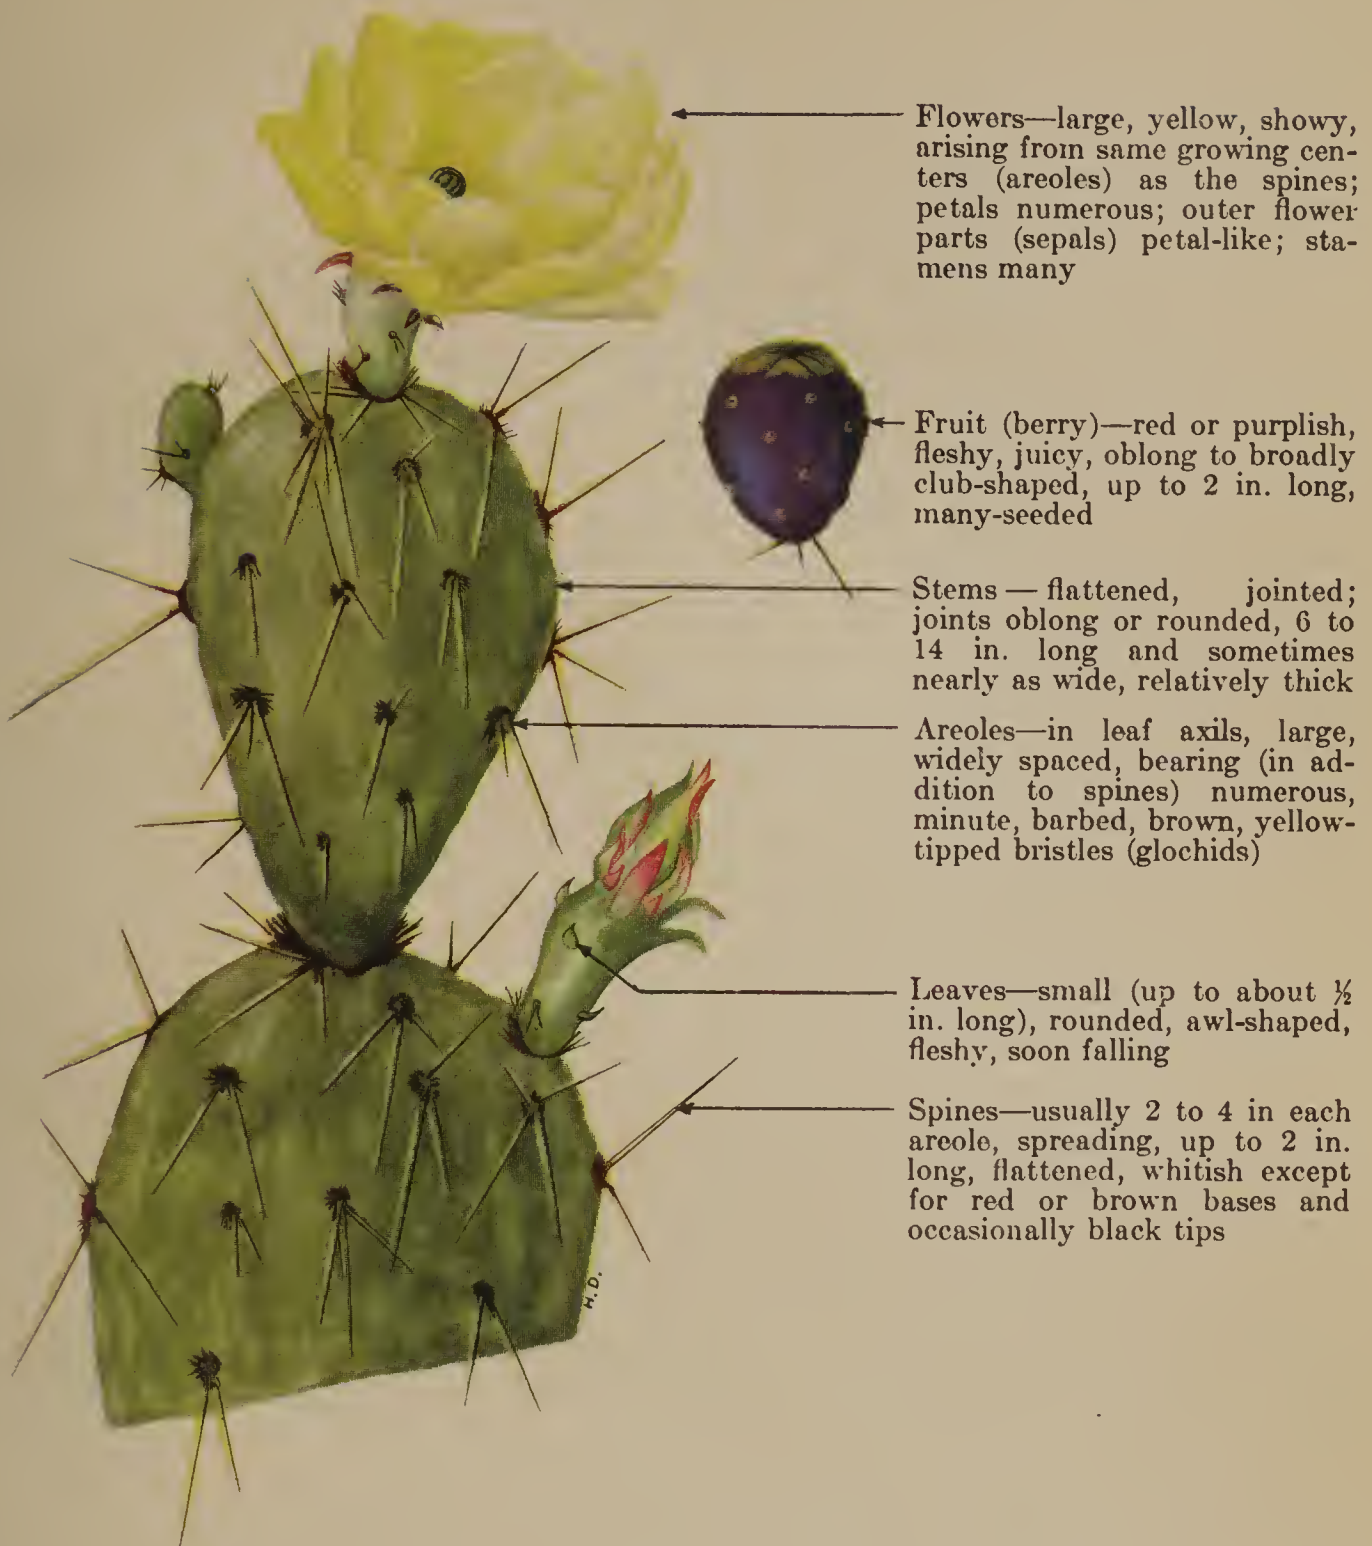 Flowers—large, yellow, showy,
arising from same growing cen-
ters (areoles) as the spines;
petals numerous; outer flower
parts (sepals) petal-like; sta-
mens many
Fruit (berry)—red or purplish,
fleshy, juicy, oblong to broadly
club-shaped, up to 2 in. long,
many-seeded
Stems — flattened, jointed;
joints oblong or rounded, 6 to
14 in. long and sometimes
nearly as wide, relatively thick
Areoles—in leaf axils, large,
widely spaced, bearing (in ad-
dition to spines) numerous,
minute, barbed, brown, yellow-
tipped bristles (glochids)
Leaves—small (up to about ½
in. long), rounded, awl-shaped,
fleshy, soon falling
Spines—usually 2 to 4 in each
areole, spreading, up to 2 in.
long, flattened, whitish except
for red or brown bases and
occasionally black tips
H.D.